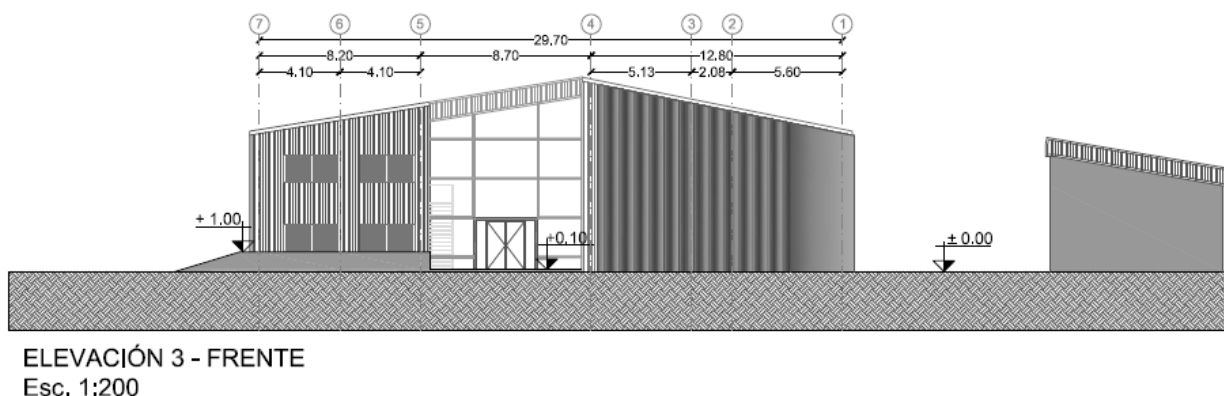 7 6 5 4 3 2 1
29.70
8.20 8.70 12.80
4.10 4.10 5.13 2.08 5.60
+ 1.00
+0.10
± 0.00
ELEVACIÓN 3 - FRENTE
Esc. 1:200